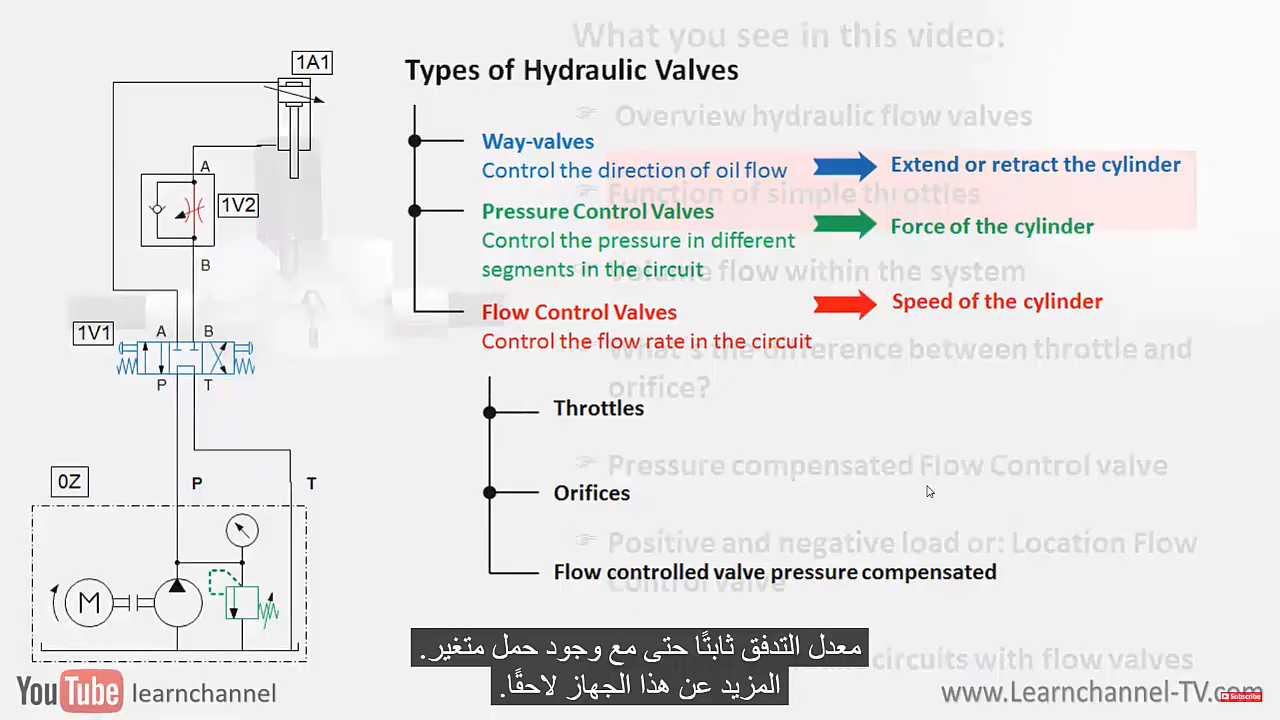 What you see in this video:
1A1
Types of Hydraulic Valves
Overview hydraulic flow valves
Way-valves
Control the direction of oil flow
Extend or retract the cylinder
A
Function of simple throttles
1V2
Pressure Control Valves
Control the pressure in different
segments in the circuit
Force of the cylinder
B
Volume flow within the system
Flow Control Valves
Control the flow rate in the circuit
Speed of the cylinder
1V1
A B
What's the difference between throttle and
orifice?
P T
Throttles
Pressure compensated Flow Control valve
0Z
P T
Orifices
Positive and negative load or: Location Flow
Control valve
Flow controlled valve pressure compensated
M
معدل التدفق ثابتًا حتى مع وجود حمل متغير.
المزيد عن هذا الجهاز لاحقًا.
circuits with flow valves
YouTube learnchannel
www.Learnchannel-TV.com
Subscribe